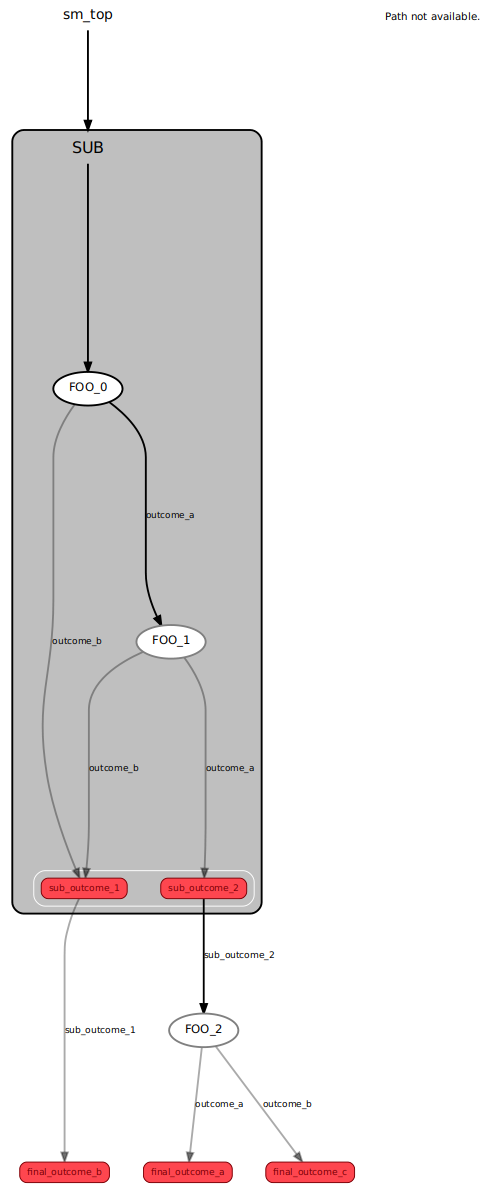 sm_top
Path not available.
SUB
FOO_0
outcome_a
outcome_b
FOO_1
outcome_b
outcome_a
sub_outcome_1
sub_outcome_2
sub_outcome_2
FOO_2
sub_outcome_1
outcome_a
outcome_b
final_outcome_b
final_outcome_a
final_outcome_c